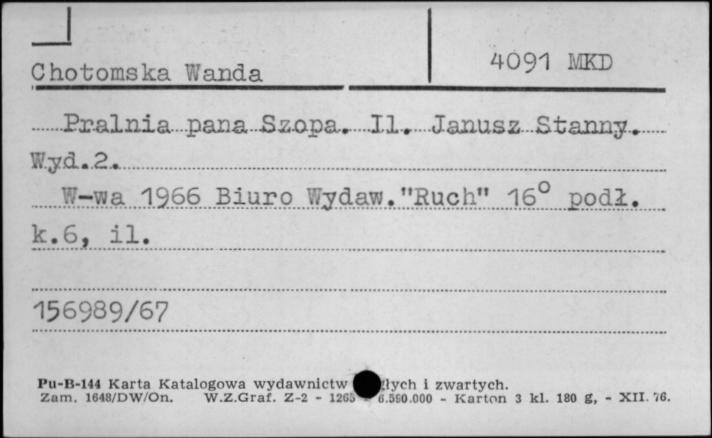 4091 MKD
Chotomska Wanda
Pralnia pana Szopa. Il. Janusz Stanny.
Wyd.2.
W-wa 1966 Biuro Wydaw."Ruch" 16° podł.
k.6, il.
156989/67
Pu-B-144 Karta Katalogowa wydawnictw głych i zwartych.
Zam. 1648/DW/On. W.Z.Graf. Z-2 - 1265 - 6.590.000 - Karton 3 kl. 180 g, - XII. 76.